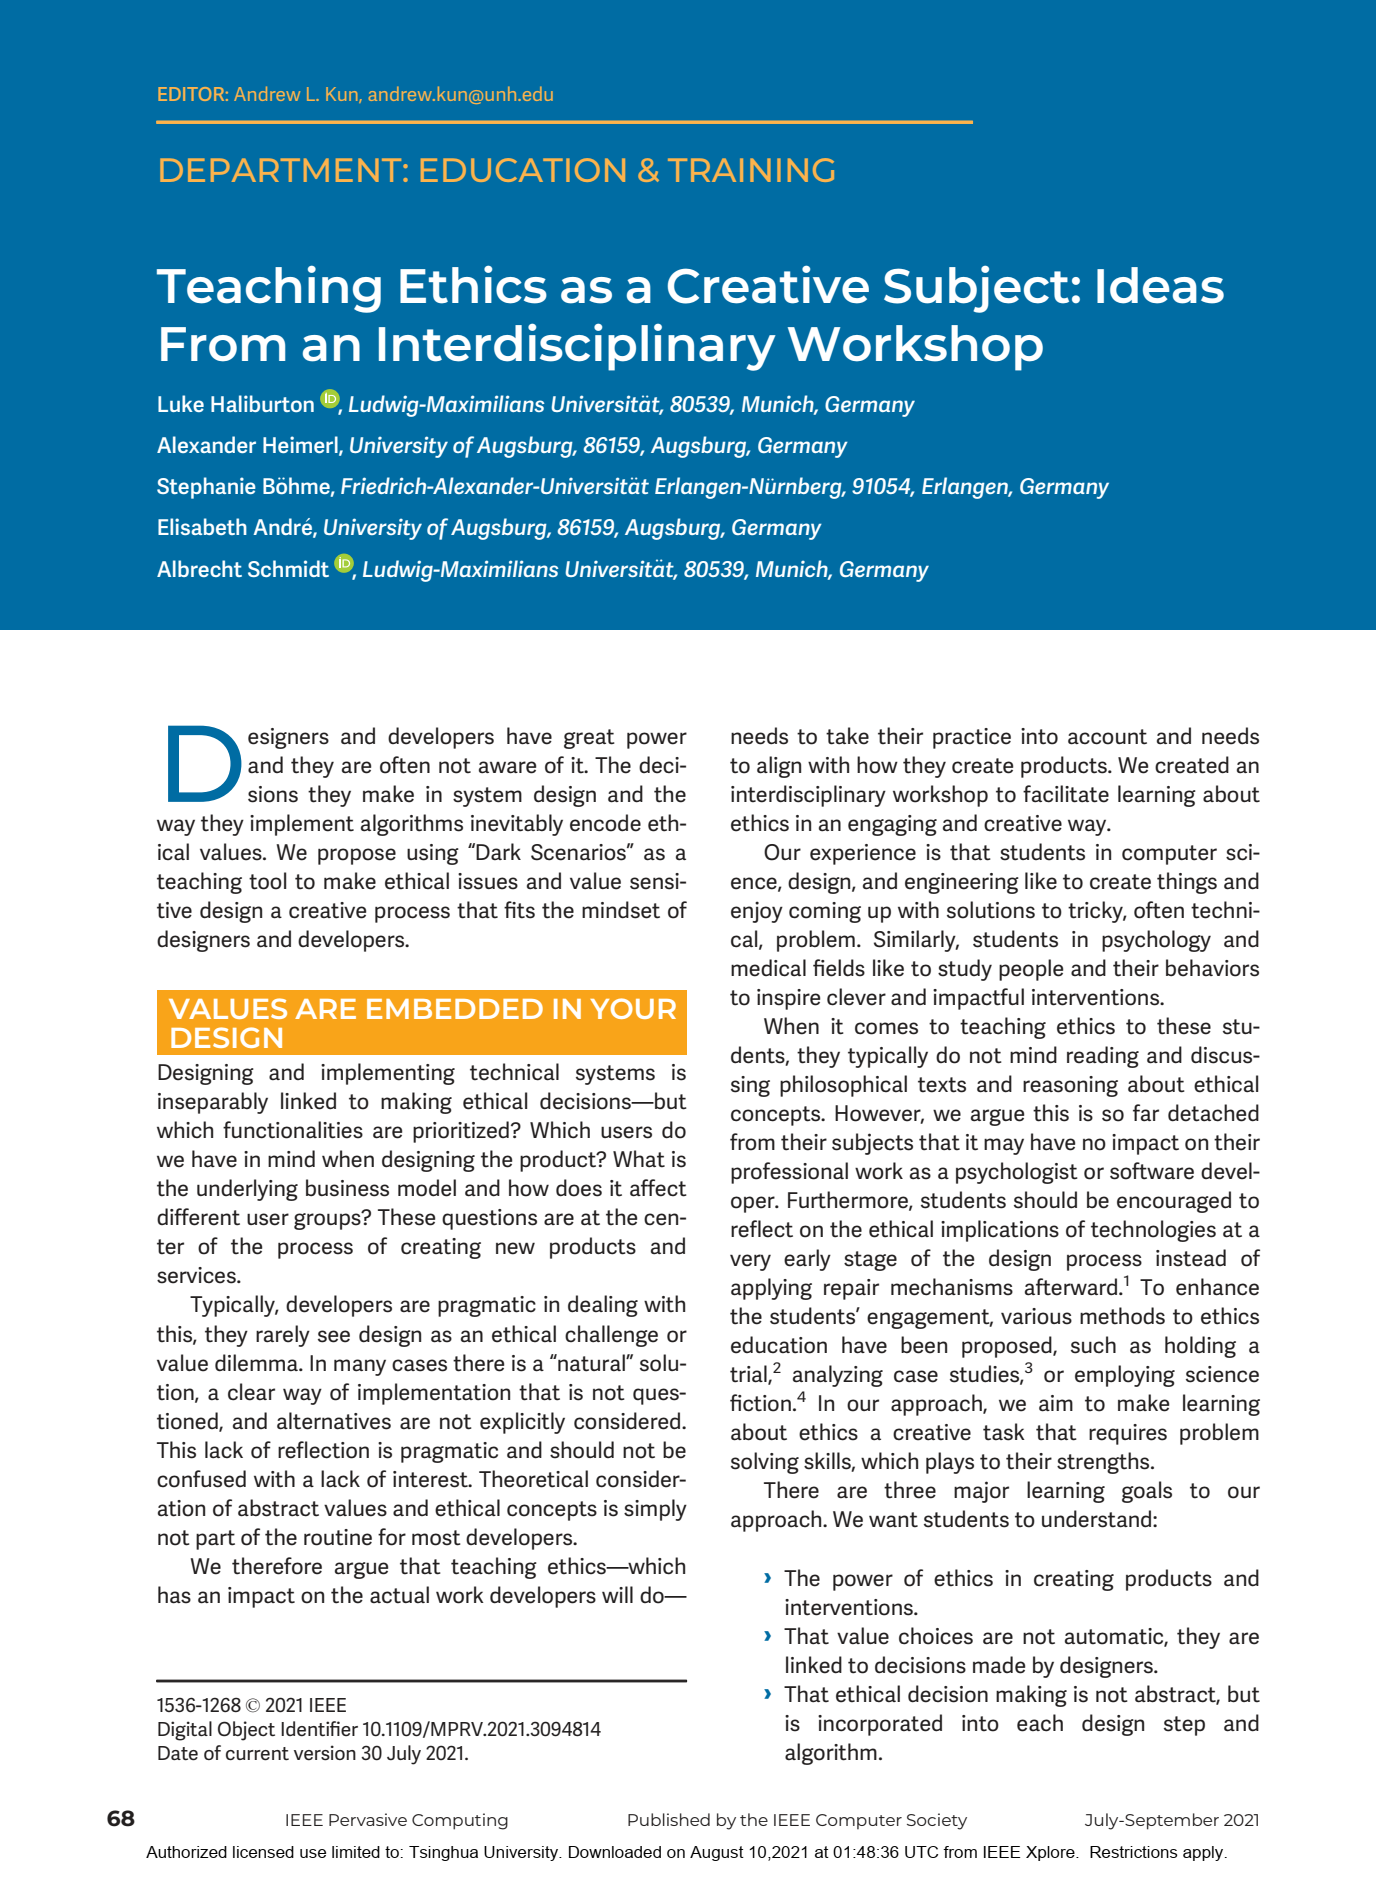 EDITOR: Andrew L. Kun, andrew.kun@unh.edu
DEPARTMENT: EDUCATION & TRAINING
Teaching Ethics as a Creative Subject: Ideas
From an Interdisciplinary Workshop
Luke Haliburton iD, Ludwig-Maximilians Universität, 80539, Munich, Germany
Alexander Heimerl, University of Augsburg, 86159, Augsburg, Germany
Stephanie Böhme, Friedrich-Alexander-Universität Erlangen-Nürnberg, 91054, Erlangen, Germany
Elisabeth André, University of Augsburg, 86159, Augsburg, Germany
Albrecht Schmidt iD, Ludwig-Maximilians Universität, 80539, Munich, Germany
Designers and developers have great power
and they are often not aware of it. The deci-
sions they make in system design and the
way they implement algorithms inevitably encode eth-
ical values. We propose using “Dark Scenarios” as a
teaching tool to make ethical issues and value sensi-
tive design a creative process that fits the mindset of
designers and developers.
VALUES ARE EMBEDDED IN YOUR
DESIGN
Designing and implementing technical systems is
inseparably linked to making ethical decisions—but
which functionalities are prioritized? Which users do
we have in mind when designing the product? What is
the underlying business model and how does it affect
different user groups? These questions are at the cen-
ter of the process of creating new products and
services.
Typically, developers are pragmatic in dealing with
this, they rarely see design as an ethical challenge or
value dilemma. In many cases there is a “natural” solu-
tion, a clear way of implementation that is not ques-
tioned, and alternatives are not explicitly considered.
This lack of reflection is pragmatic and should not be
confused with a lack of interest. Theoretical consider-
ation of abstract values and ethical concepts is simply
not part of the routine for most developers.
We therefore argue that teaching ethics—which
has an impact on the actual work developers will do—
1536-1268 © 2021 IEEE
Digital Object Identifier 10.1109/MPRV.2021.3094814
Date of current version 30 July 2021.
needs to take their practice into account and needs
to align with how they create products. We created an
interdisciplinary workshop to facilitate learning about
ethics in an engaging and creative way.
Our experience is that students in computer sci-
ence, design, and engineering like to create things and
enjoy coming up with solutions to tricky, often techni-
cal, problem. Similarly, students in psychology and
medical fields like to study people and their behaviors
to inspire clever and impactful interventions.
When it comes to teaching ethics to these stu-
dents, they typically do not mind reading and discus-
sing philosophical texts and reasoning about ethical
concepts. However, we argue this is so far detached
from their subjects that it may have no impact on their
professional work as a psychologist or software devel-
oper. Furthermore, students should be encouraged to
reflect on the ethical implications of technologies at a
very early stage of the design process instead of
applying repair mechanisms afterward.1 To enhance
the students’ engagement, various methods to ethics
education have been proposed, such as holding a
trial,2 analyzing case studies,3 or employing science
fiction.4 In our approach, we aim to make learning
about ethics a creative task that requires problem
solving skills, which plays to their strengths.
There are three major learning goals to our
approach. We want students to understand:
› The power of ethics in creating products and
interventions.
› That value choices are not automatic, they are
linked to decisions made by designers.
› That ethical decision making is not abstract, but
is incorporated into each design step and
algorithm.
68 IEEE Pervasive Computing Published by the IEEE Computer Society July-September 2021
Authorized licensed use limited to: Tsinghua University. Downloaded on August 10,2021 at 01:48:36 UTC from IEEE Xplore. Restrictions apply.